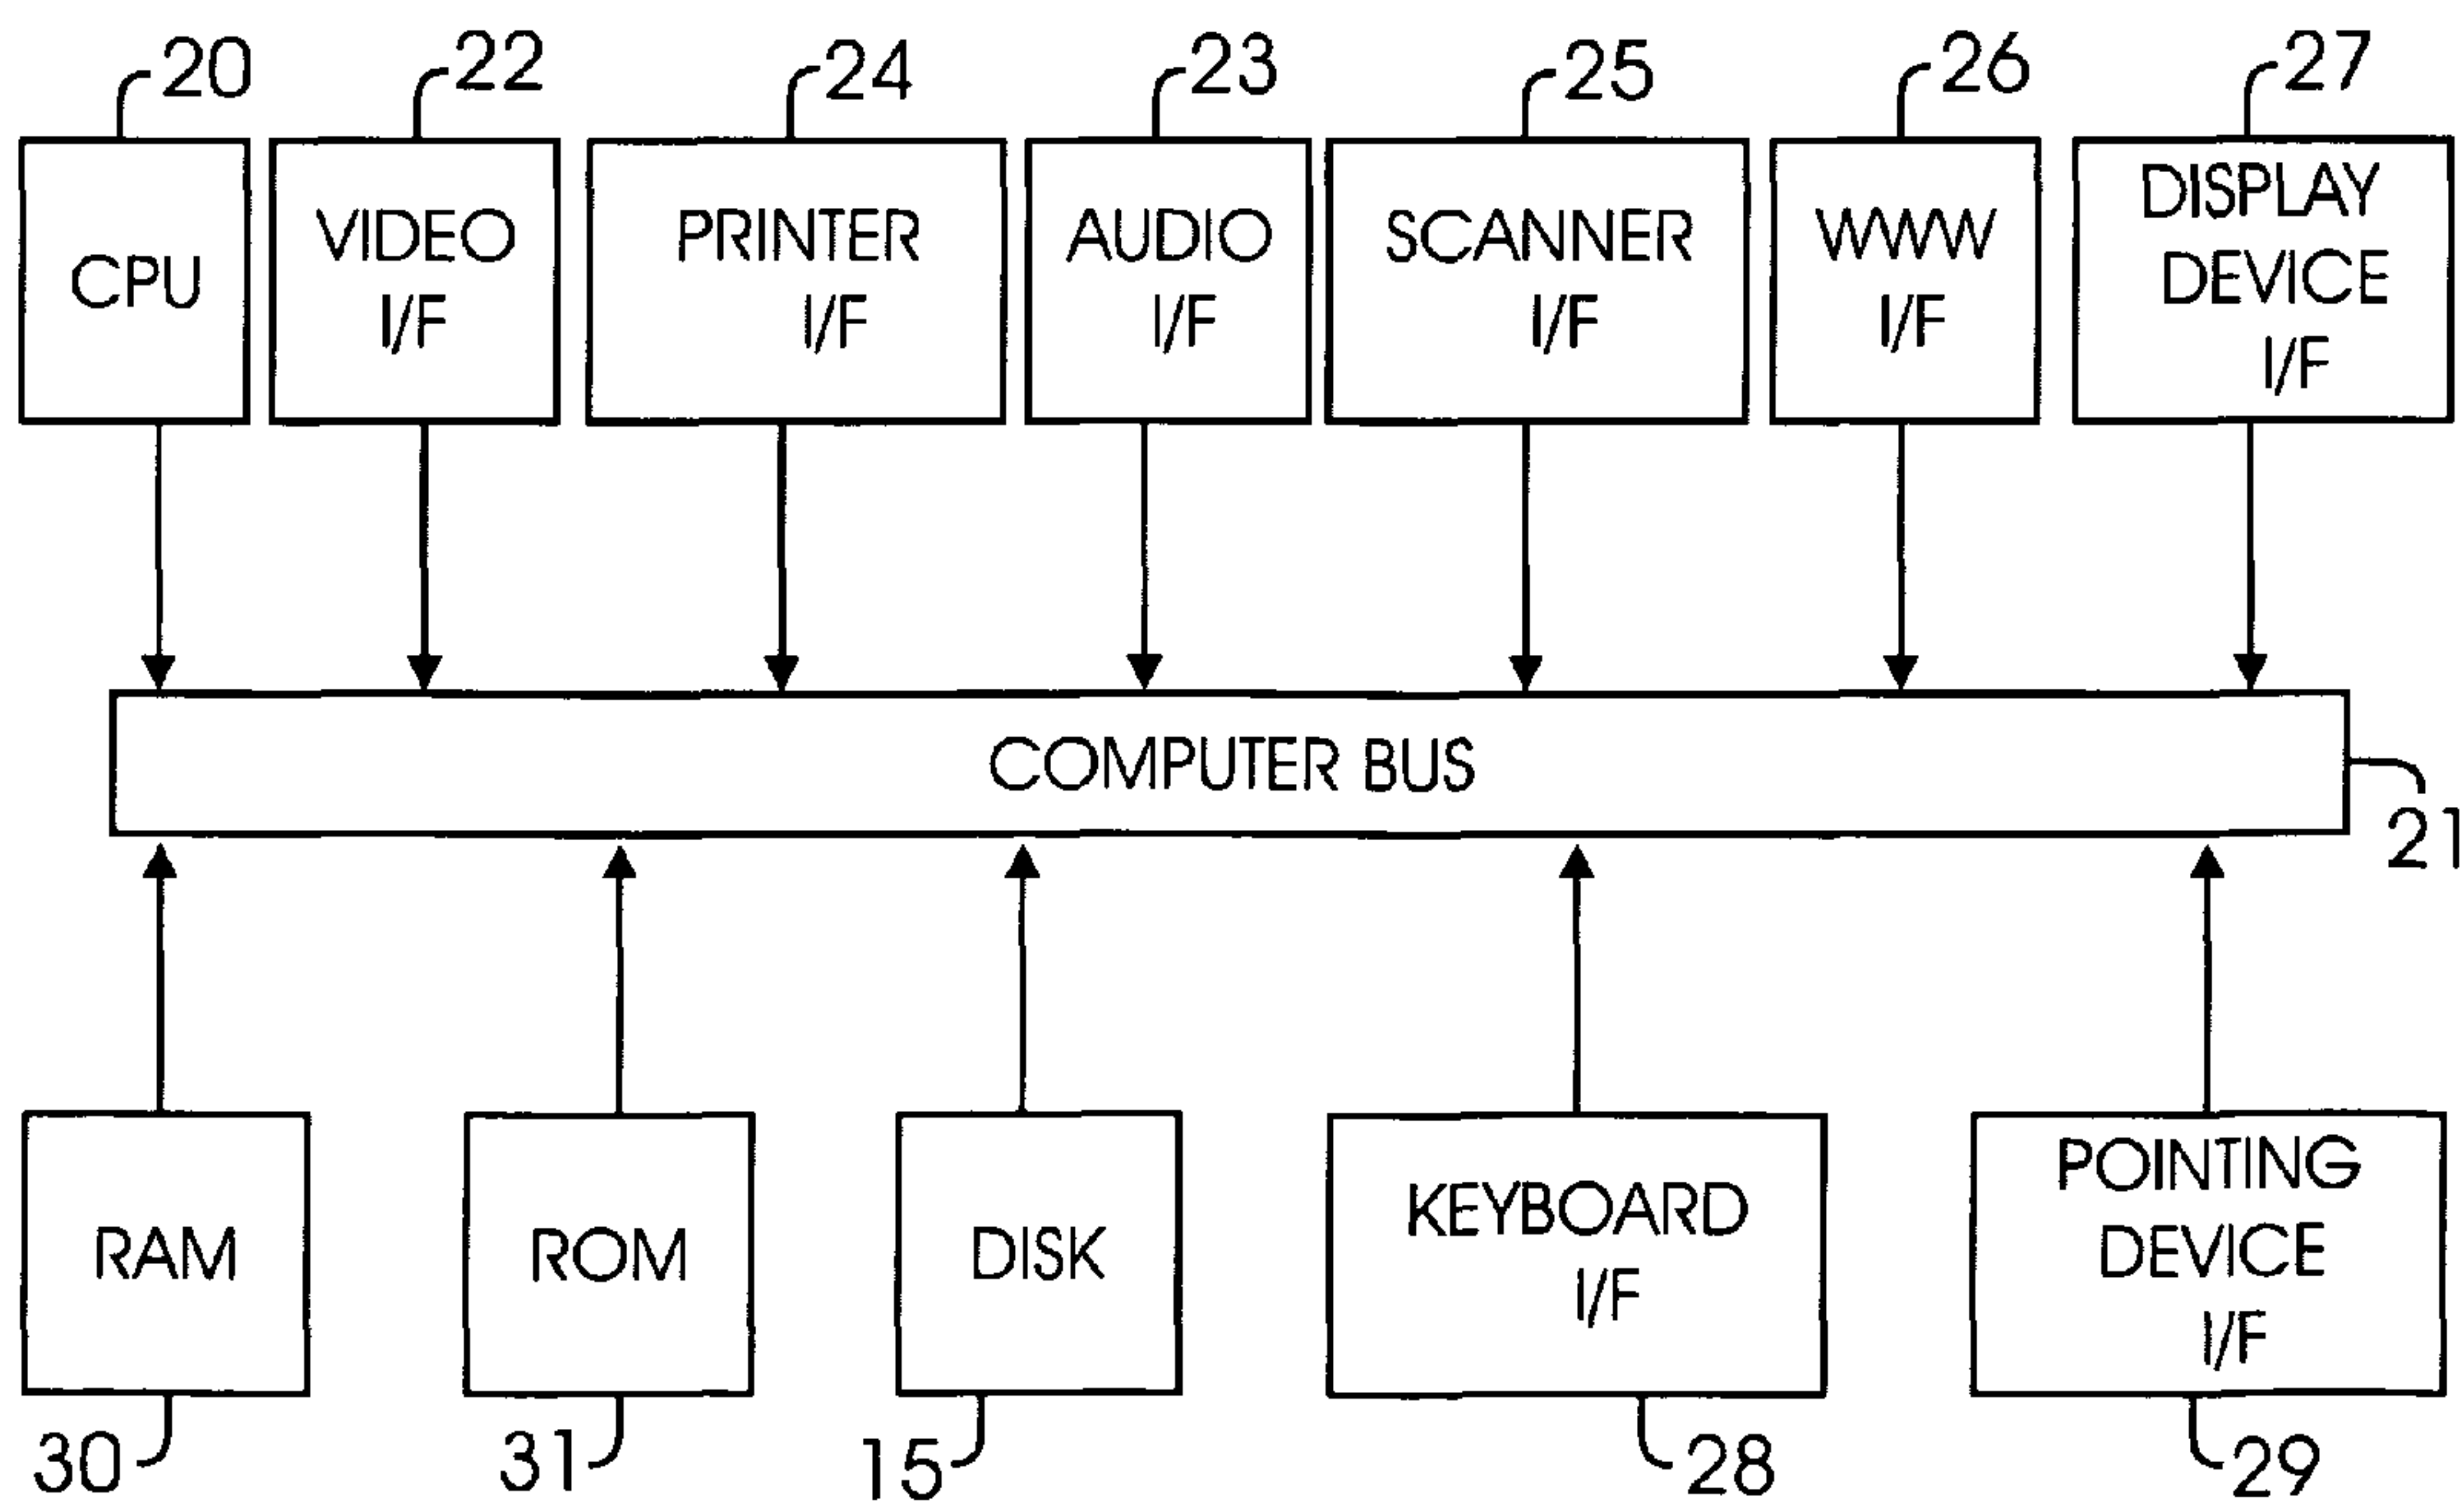 20 22 24 23 25 26 27
CPU
VIDEO
I/F
PRINTER
I/F
AUDIO
I/F
SCANNER
I/F
WWW
I/F
DISPLAY
DEVICE
I/F
COMPUTER BUS
21
RAM
ROM
DISK
KEYBOARD
I/F
POINTING
DEVICE
I/F
30 31 15 28 29